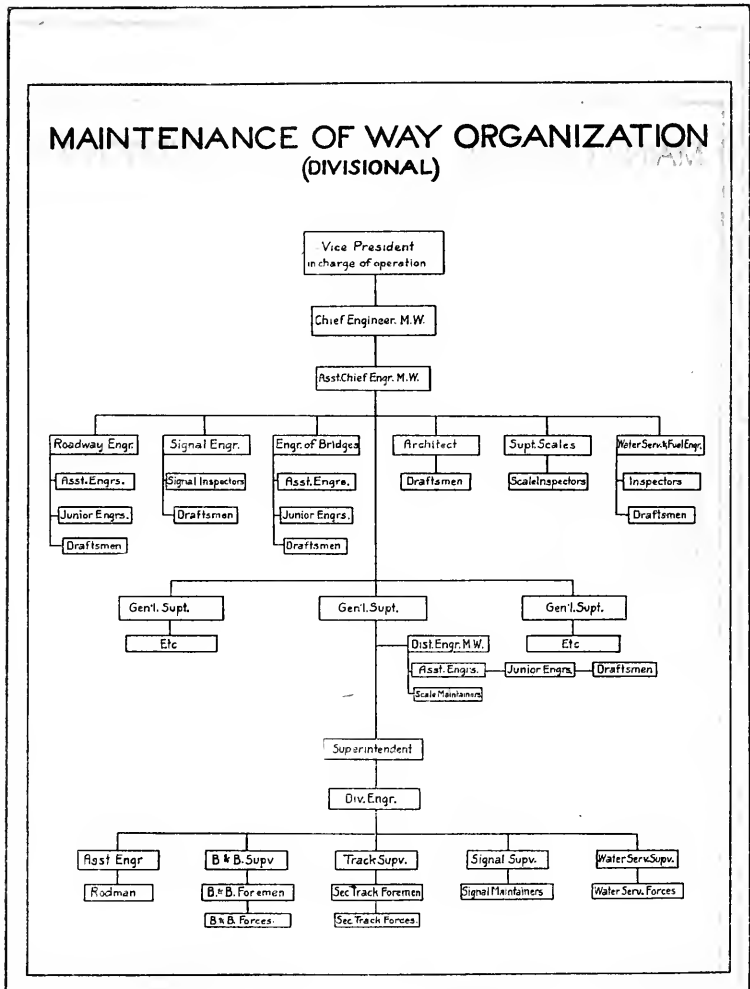 MAINTENANCE OF WAY ORGANIZATION
(DIVISIONAL)
Vice President
in charge of operation
Chief Engineer. M.W.
Asst. Chief Engr. M.W.
Roadway Engr.
Signal Engr.
Engr. of Bridges
Architect
Supt. Scales
Water Serv. & Fuel Engr.
Asst. Engrs.
Signal Inspectors
Asst. Engrs.
Draftsmen
Scale Inspectors
Inspectors
Junior Engrs.
Draftsmen
Junior Engrs.
Draftsmen
Draftsmen
Draftsmen
Gen'l. Supt.
Gen'l. Supt.
Gen'l. Supt.
Etc
Etc
Dist. Engr. M.W.
Asst. Engrs.
Junior Engrs.
Draftsmen
Scale Maintainers
Superintendent
Div. Engr.
Asst Engr
B & B. Supv
Track Supv.
Signal Supv.
Water Serv. Supv.
Rodman
B. & B. Foremen
Sec Track Foremen
Signal Maintainers
Water Serv. Forces
B & B. Forces.
Sec. Track Forces.